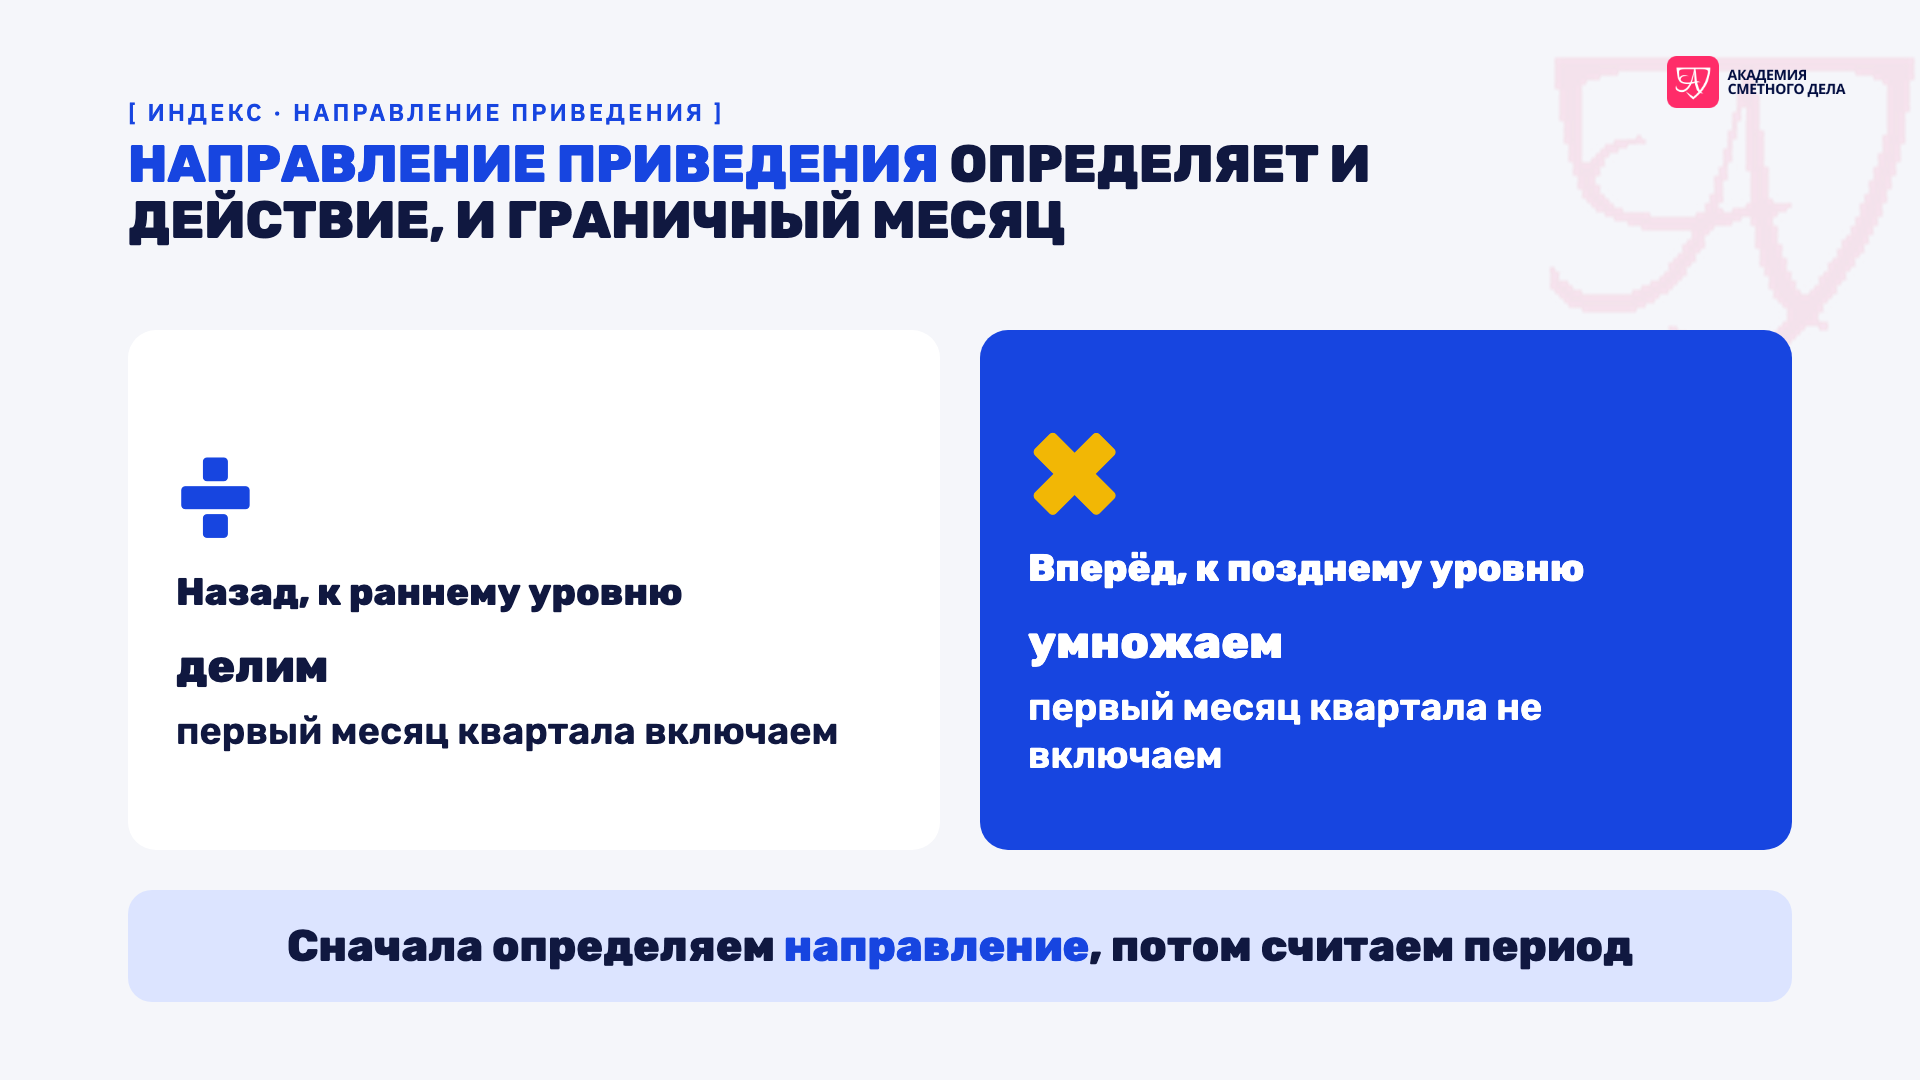 АКАДЕМИЯ
СМЕТНОГО ДЕЛА
[ ИНДЕКС · НАПРАВЛЕНИЕ ПРИВЕДЕНИЯ ]
НАПРАВЛЕНИЕ ПРИВЕДЕНИЯ ОПРЕДЕЛЯЕТ И
ДЕЙСТВИЕ, И ГРАНИЧНЫЙ МЕСЯЦ
Назад, к раннему уровню
делим
первый месяц квартала включаем
Вперёд, к позднему уровню
умножаем
первый месяц квартала не
включаем
Сначала определяем направление, потом считаем период